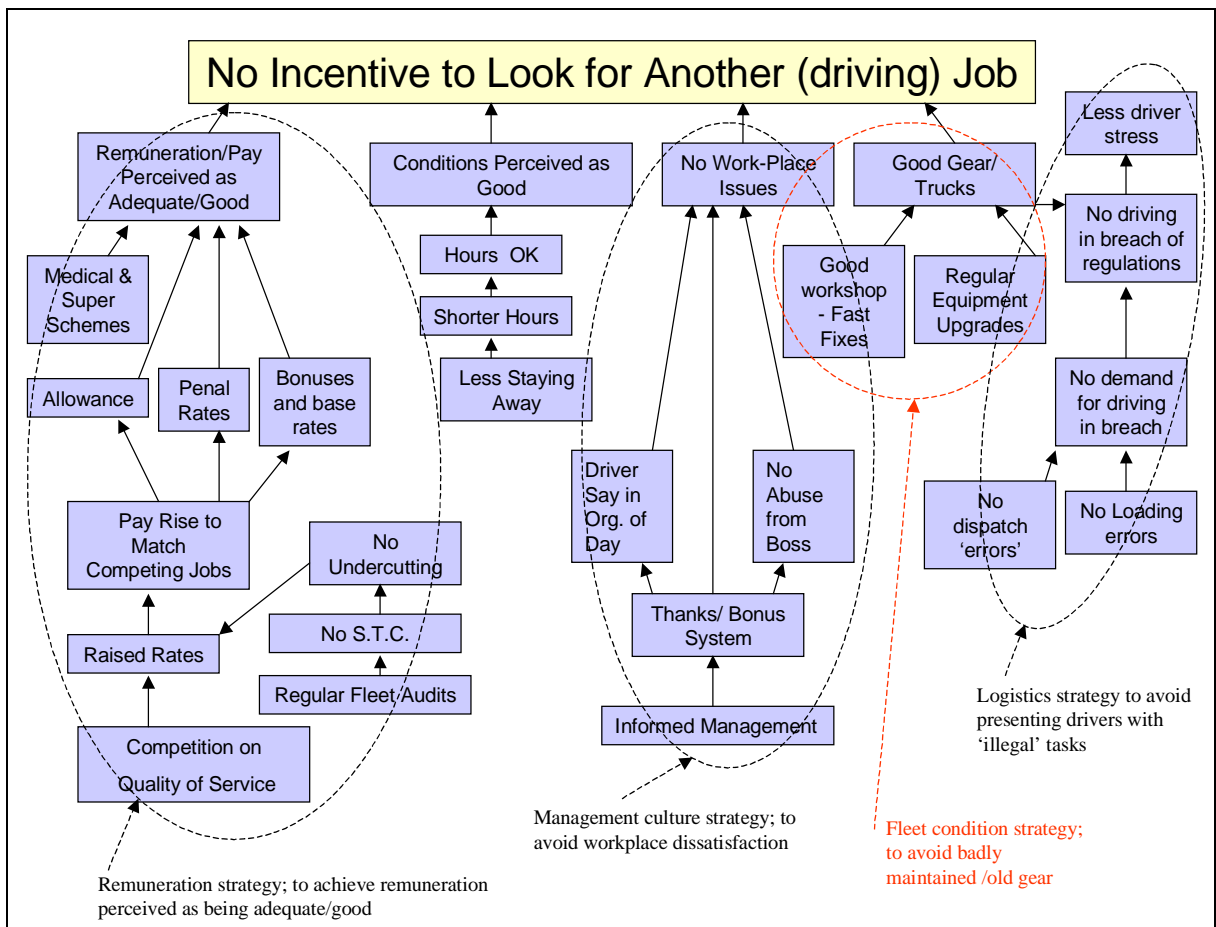 No Incentive to Look for Another (driving) Job
Remuneration/Pay
Perceived as
Adequate/Good
Conditions Perceived as
Good
No Work-Place
Issues
Good Gear/
Trucks
Less driver
stress
Medical &
Super
Schemes
Hours OK
Good
workshop
- Fast
Fixes
Regular
Equipment
Upgrades
No driving
in breach of
regulations
Shorter Hours
Allowance
Penal
Rates
Bonuses
and base
rates
Less Staying
Away
No demand
for driving
in breach
Driver
Say in
Org. of
Day
No
Abuse
from
Boss
No
dispatch
‘errors’
No Loading
errors
Pay Rise to
Match
Competing Jobs
No
Undercutting
Thanks/ Bonus
System
Raised Rates
No S.T.C.
Regular Fleet Audits
Informed Management
Competition on
Quality of Service
Logistics strategy to avoid
presenting drivers with
‘illegal’ tasks
Management culture strategy; to
avoid workplace dissatisfaction
Fleet condition strategy;
to avoid badly
maintained /old gear
Remuneration strategy; to achieve remuneration
perceived as being adequate/good